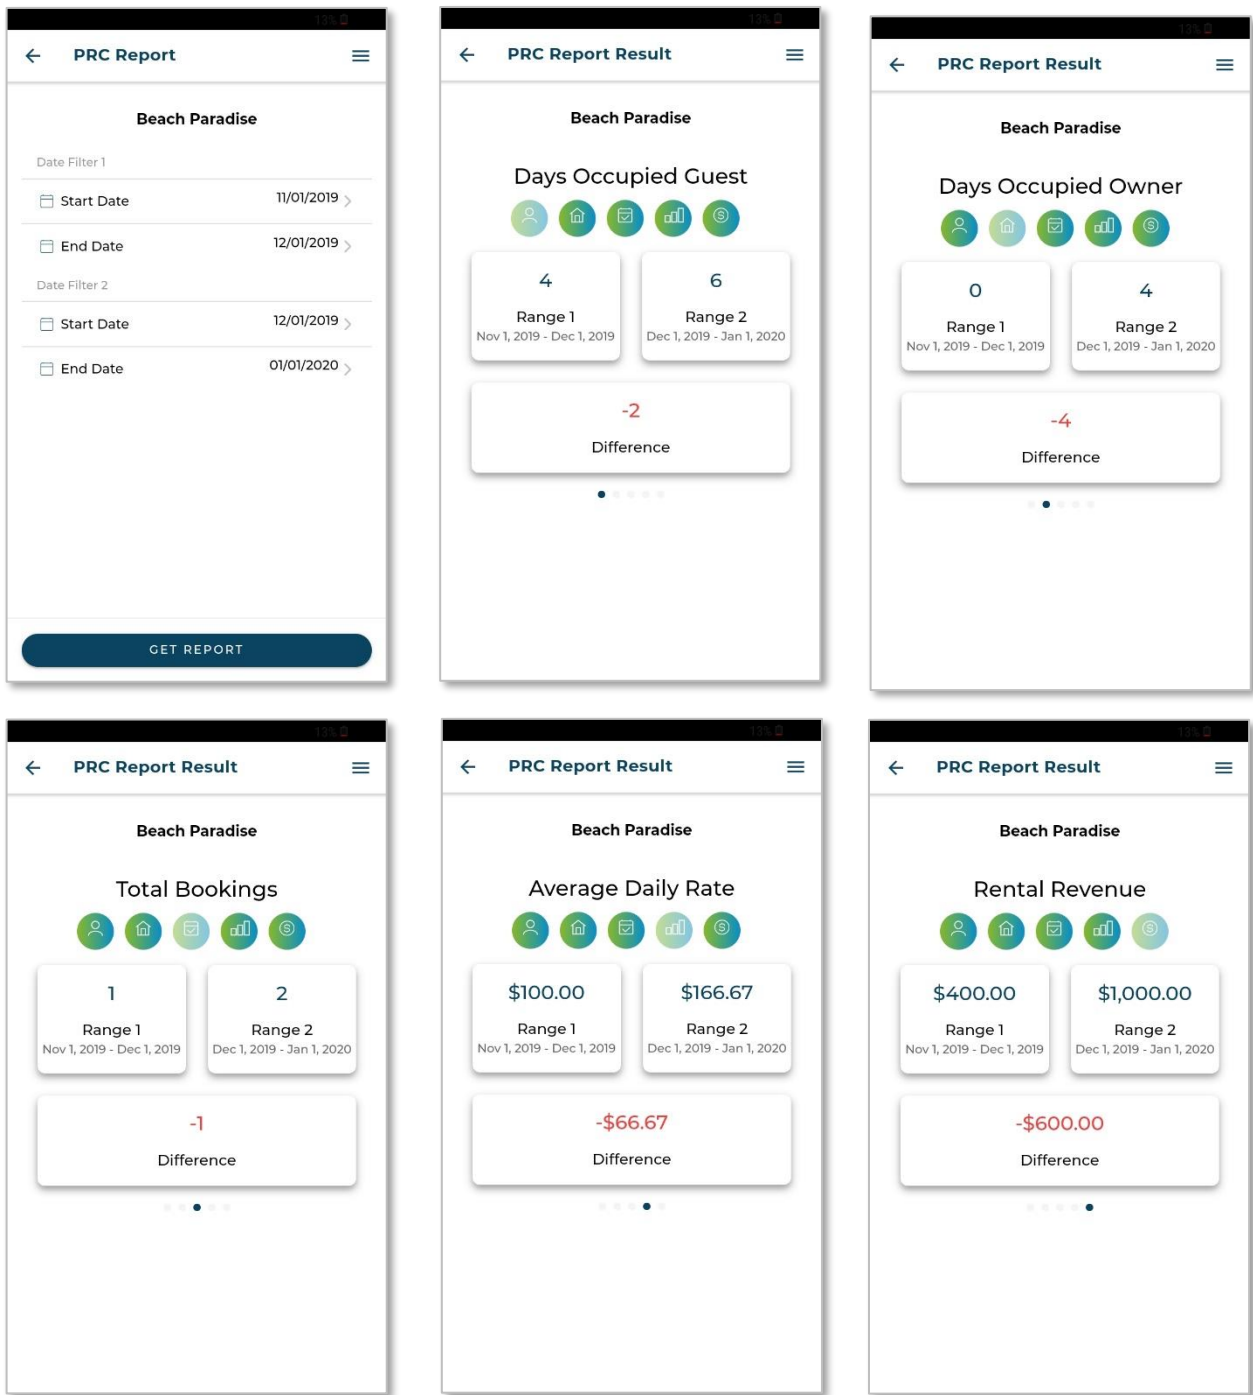 13%
PRC Report
Beach Paradise
Date Filter 1
Start Date 11/01/2019
End Date 12/01/2019
Date Filter 2
Start Date 12/01/2019
End Date 01/01/2020
GET REPORT
13%
PRC Report Result
Beach Paradise
Days Occupied Guest
4 6
Range 1 Range 2
Nov 1, 2019 - Dec 1, 2019 Dec 1, 2019 - Jan 1, 2020
-2
Difference
13%
PRC Report Result
Beach Paradise
Days Occupied Owner
0 4
Range 1 Range 2
Nov 1, 2019 - Dec 1, 2019 Dec 1, 2019 - Jan 1, 2020
-4
Difference
13%
PRC Report Result
Beach Paradise
Total Bookings
1 2
Range 1 Range 2
Nov 1, 2019 - Dec 1, 2019 Dec 1, 2019 - Jan 1, 2020
-1
Difference
13%
PRC Report Result
Beach Paradise
Average Daily Rate
$100.00 $166.67
Range 1 Range 2
Nov 1, 2019 - Dec 1, 2019 Dec 1, 2019 - Jan 1, 2020
-$66.67
Difference
13%
PRC Report Result
Beach Paradise
Rental Revenue
$400.00 $1,000.00
Range 1 Range 2
Nov 1, 2019 - Dec 1, 2019 Dec 1, 2019 - Jan 1, 2020
-$600.00
Difference